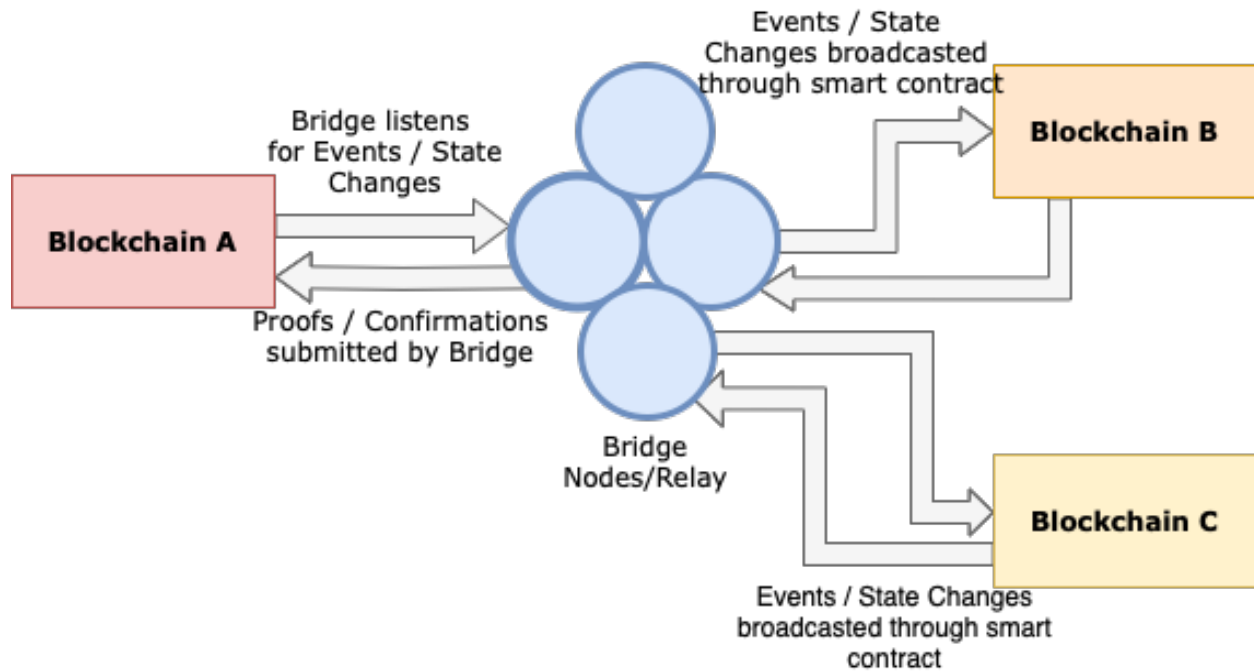 Events / State
Changes broadcasted
through smart contract
Bridge listens
for Events / State
Changes
Blockchain B
Blockchain A
Proofs / Confirmations
submitted by Bridge
Bridge
Nodes/Relay
Blockchain C
Events / State Changes
broadcasted through smart
contract